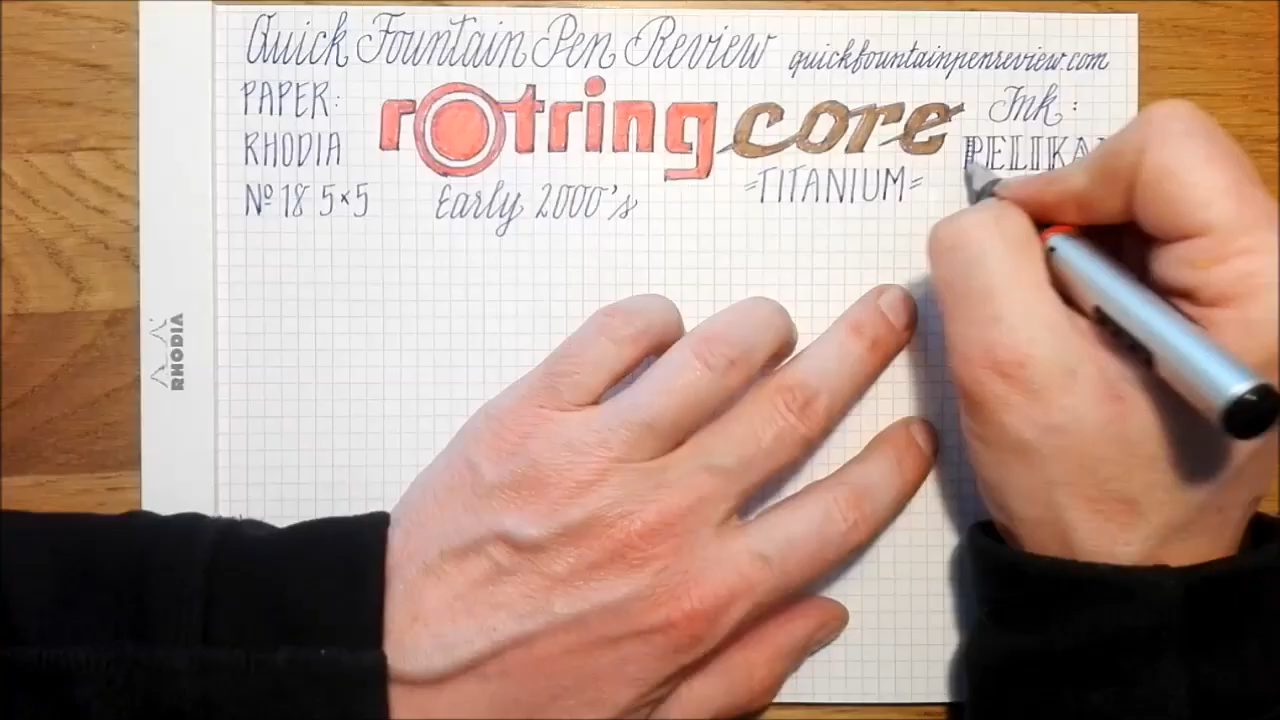 Quick Fountain Pen Review quickfountainpenreview.com
PAPER:
RHODIA
Nº 18 5×5
rotring core
Early 2000's
=TITANIUM=
Ink:
RHODIA